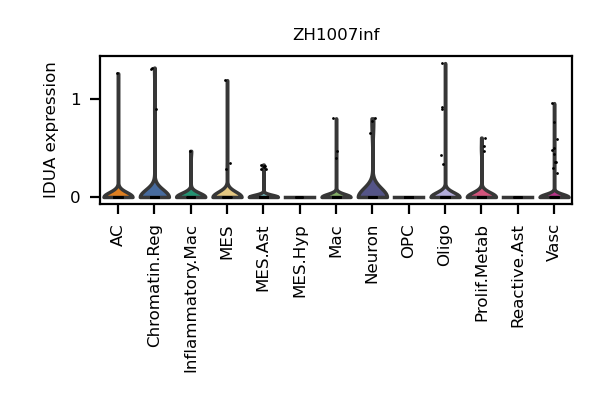 ZH1007inf
IDUA expression
1
0
AC
Chromatin.Reg
Inflammatory.Mac
MES
MES.Ast
MES.Hyp
Mac
Neuron
OPC
Oligo
Prolif.Metab
Reactive.Ast
Vasc